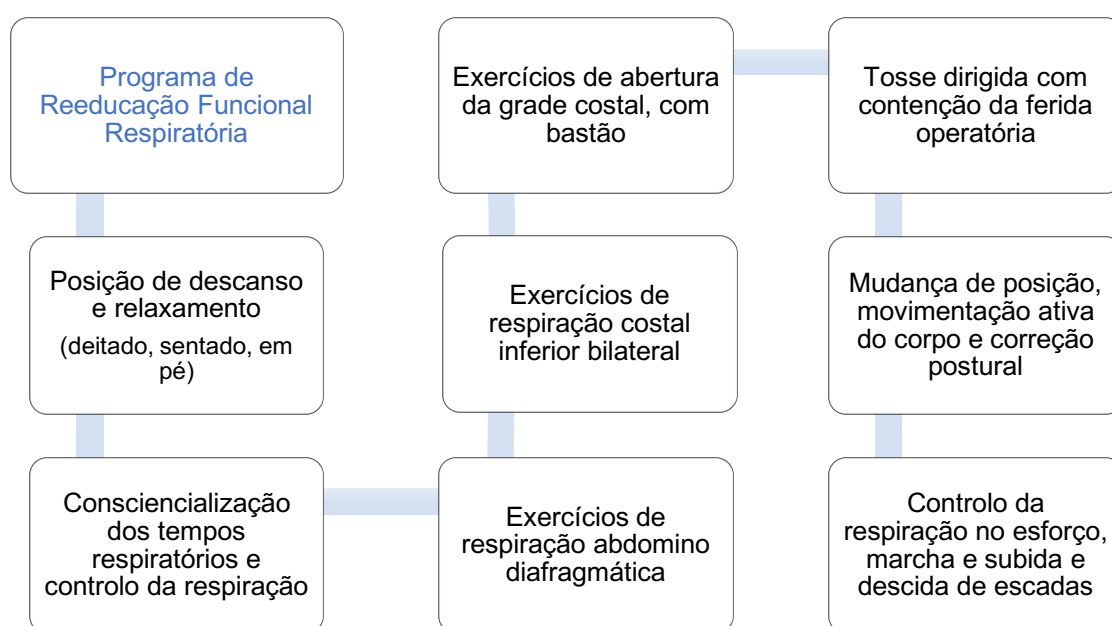 Programa de
Reeducação Funcional
Respiratória
Posição de descanso
e relaxamento
(deitado, sentado, em
pé)
Consciencialização
dos tempos
respiratórios e
controlo da respiração
Exercícios de
respiração abdomino
diafragmática
Exercícios de
respiração costal
inferior bilateral
Exercícios de abertura
da grade costal, com
bastão
Tosse dirigida com
contenção da ferida
operatória
Mudança de posição,
movimentação ativa
do corpo e correção
postural
Controlo da
respiração no esforço,
marcha e subida e
descida de escadas